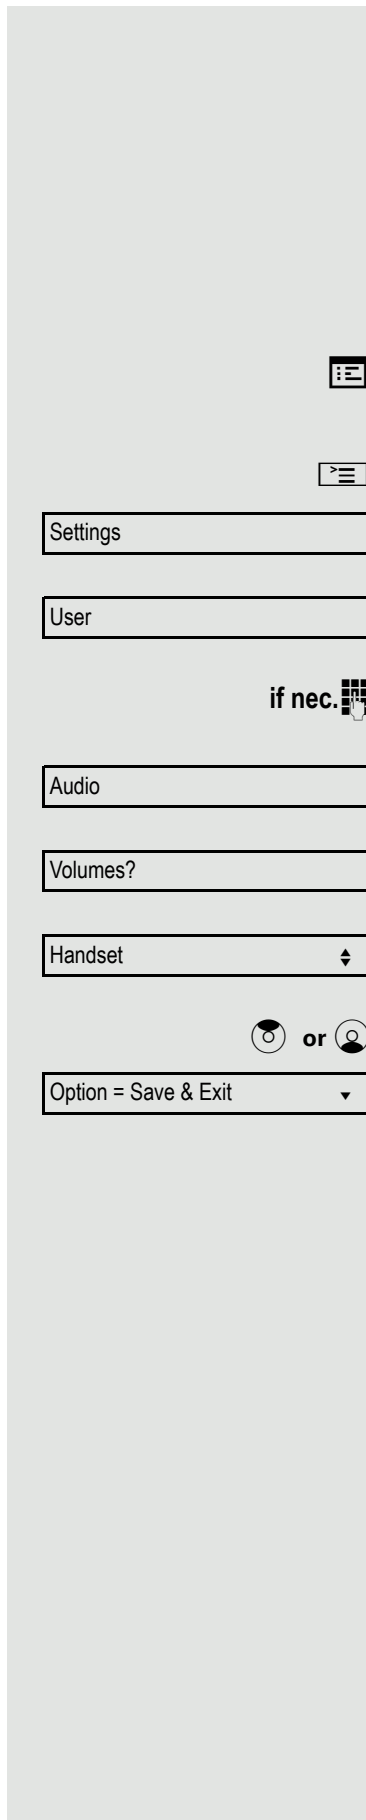 Settings
User
if nec.
Audio
Volumes?
Handset
or
Option = Save & Exit